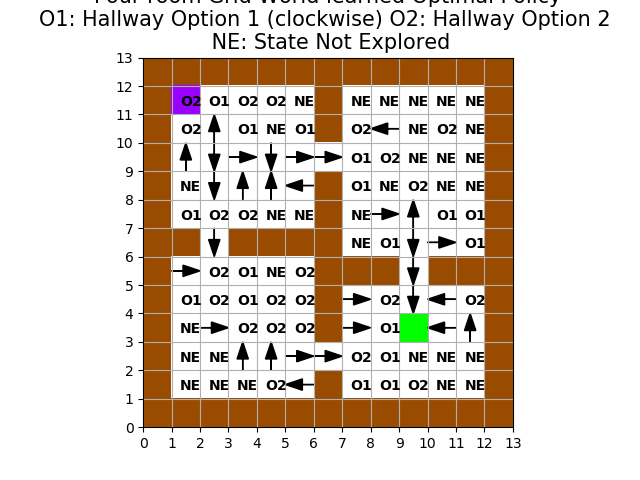 Four room Grid World learned Optimal Policy
O1: Hallway Option 1 (clockwise) O2: Hallway Option 2
NE: State Not Explored
13
12
O2 O1 O2 O2 NE NE NE NE NE NE
11
O2 O1 NE O1 O2 NE O2 NE
10
O1 O2 NE NE NE
9
NE O1 NE O2 NE NE
8
O1 O2 O2 NE NE NE O1 O1
7
NE O1 O1
6
O2 O1 NE O2
5
O1 O2 O1 O2 O2 O2 O2
4
NE O2 O2 O2 O1
3
NE NE O2 O1 NE NE NE
2
NE NE NE O2 O1 O1 O2 NE NE
1
0
0 1 2 3 4 5 6 7 8 9 10 11 12 13